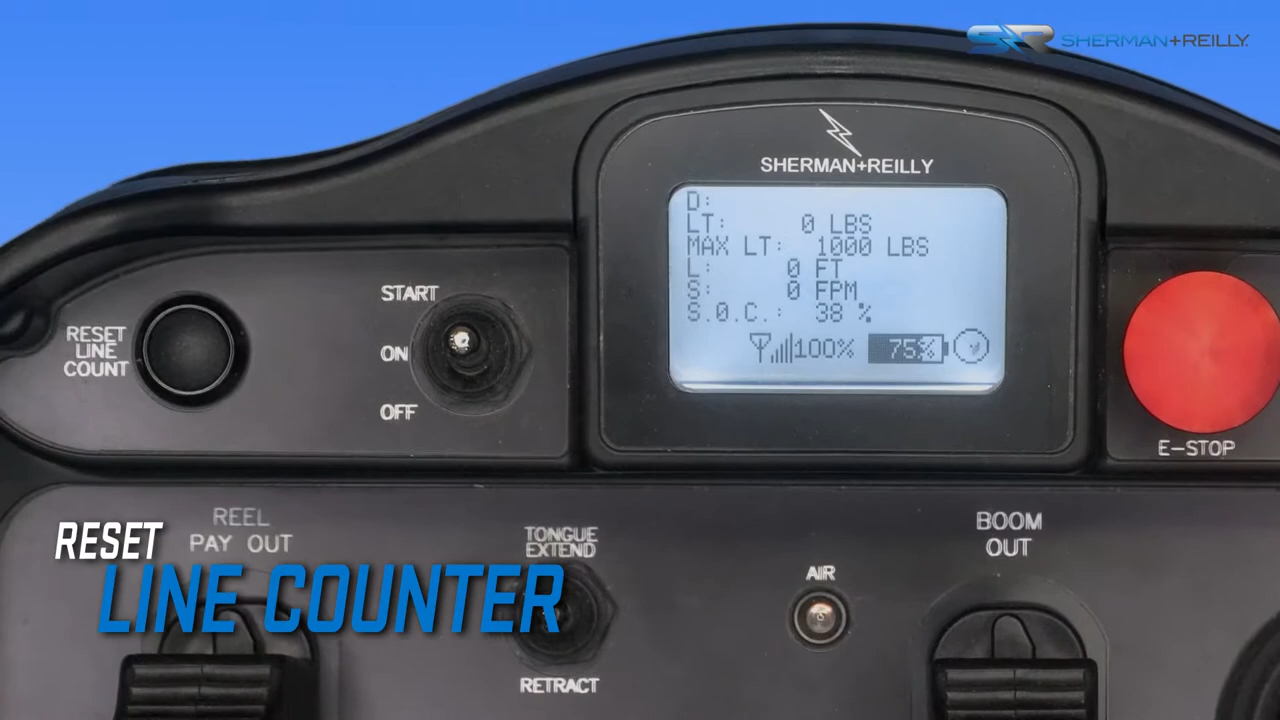 SHERMAN+REILLY
SHERMAN+REILLY
D:
LT: 0 LBS
MAX LT: 1000 LBS
L: 0 FT
S: 0 FPM
S.O.C.: 38 %
100% 75%
RESET
LINE
COUNT
START
ON
OFF
E-STOP
REEL
PAY OUT
TONGUE
EXTEND
RETRACT
AIR
BOOM
OUT
RESET
LINE COUNTER